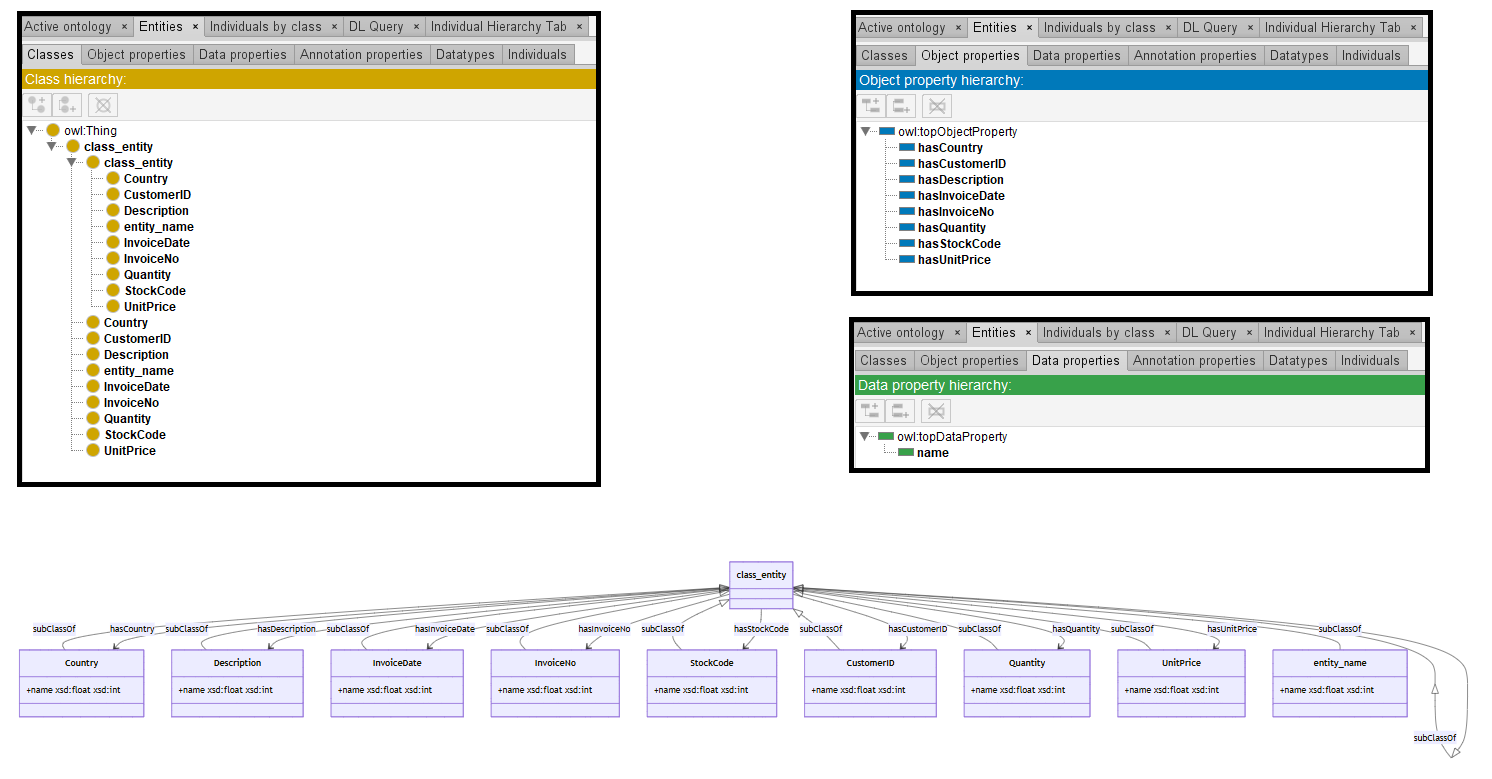 Active ontology × Entities × Individuals by class × DL Query × Individual Hierarchy Tab ×
Classes Object properties Data properties Annotation properties Datatypes Individuals
Class hierarchy:
owl:Thing
class_entity
class_entity
Country
CustomerID
Description
entity_name
InvoiceDate
InvoiceNo
Quantity
StockCode
UnitPrice
Country
CustomerID
Description
entity_name
InvoiceDate
InvoiceNo
Quantity
StockCode
UnitPrice
Active ontology × Entities × Individuals by class × DL Query × Individual Hierarchy Tab ×
Classes Object properties Data properties Annotation properties Datatypes Individuals
Object property hierarchy:
owl:topObjectProperty
hasCountry
hasCustomerID
hasDescription
hasInvoiceDate
hasInvoiceNo
hasQuantity
hasStockCode
hasUnitPrice
Active ontology × Entities × Individuals by class × DL Query × Individual Hierarchy Tab ×
Classes Object properties Data properties Annotation properties Datatypes Individuals
Data property hierarchy:
owl:topDataProperty
name
class_entity
subClassOf hasCountry subClassOf hasDescription subClassOf hasInvoiceDate subClassOf hasInvoiceNo subClassOf hasStockCode subClassOf hasCustomerID subClassOf hasQuantity subClassOf hasUnitPrice subClassOf
Country Description InvoiceDate InvoiceNo StockCode CustomerID Quantity UnitPrice entity_name
+name xsd:float xsd:int +name xsd:float xsd:int +name xsd:float xsd:int +name xsd:float xsd:int +name xsd:float xsd:int +name xsd:float xsd:int +name xsd:float xsd:int +name xsd:float xsd:int +name xsd:float xsd:int
subClassOf